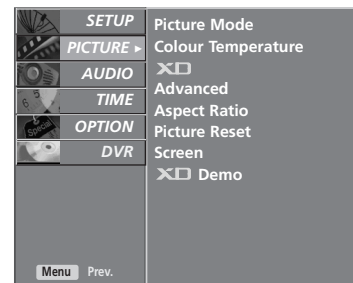 SETUP
PICTURE ►
AUDIO
TIME
OPTION
DVR
Picture Mode
Colour Temperature
XD
Advanced
Aspect Ratio
Picture Reset
Screen
XD Demo
Menu Prev.